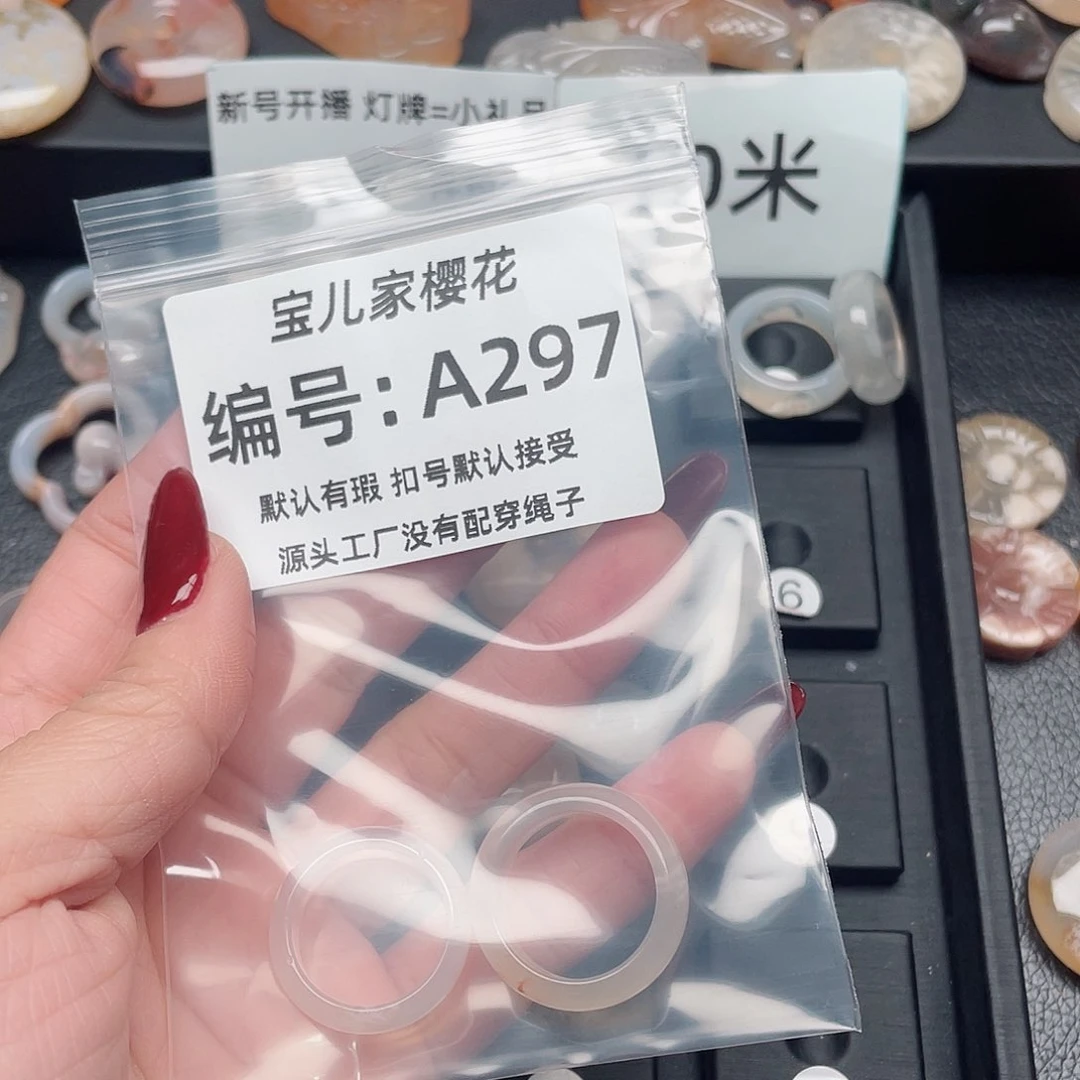 新号开播 灯牌=小礼品
0米
宝儿家樱花
编号：A297
默认有瑕 扣号默认接受
源头工厂没有配穿绳子
6